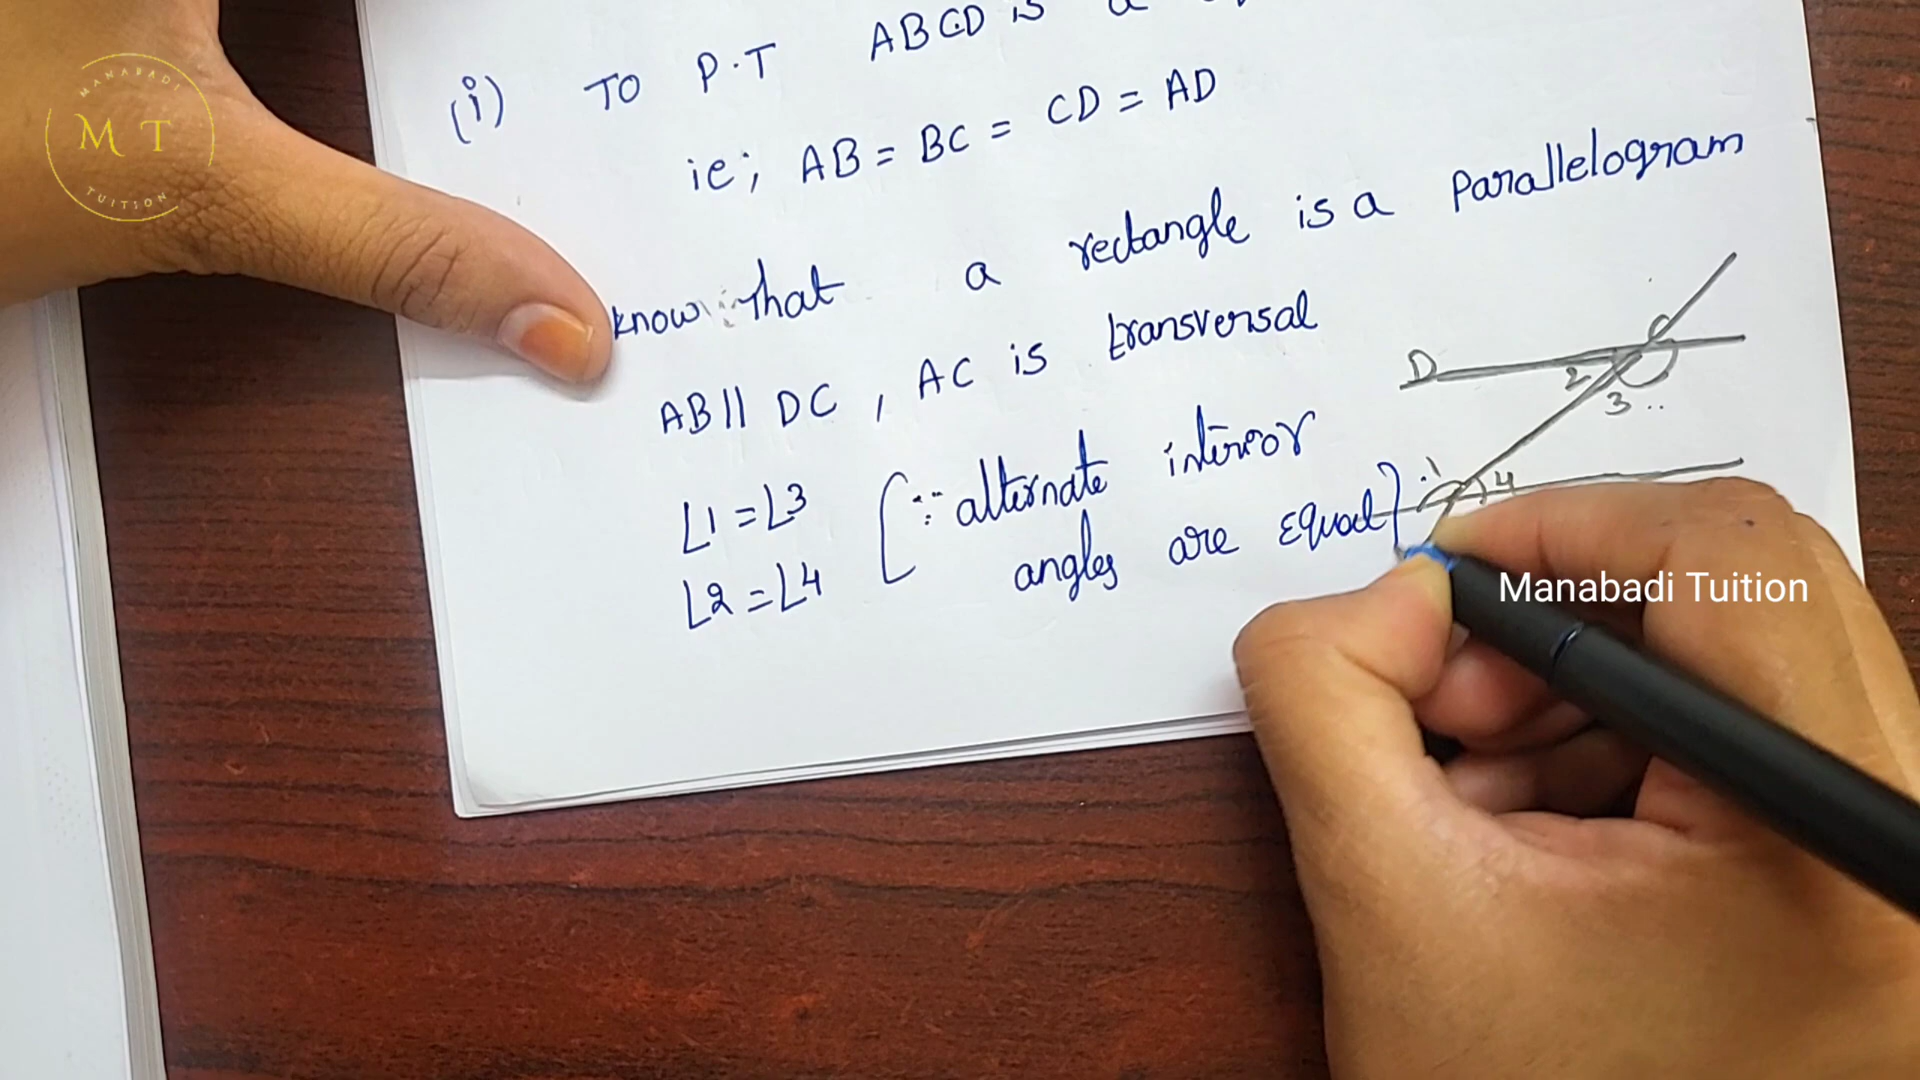 MANABADI
M T
TUITION
(i) TO P.T ABCD is a
ie; AB = BC = CD = AD
know that a rectangle is a parallelogram
AB || DC , AC is transversal
∠1 = ∠3 [∵ alternate interior
∠2 = ∠4 angles are equal]
D
C
2
3
1
4
Manabadi Tuition